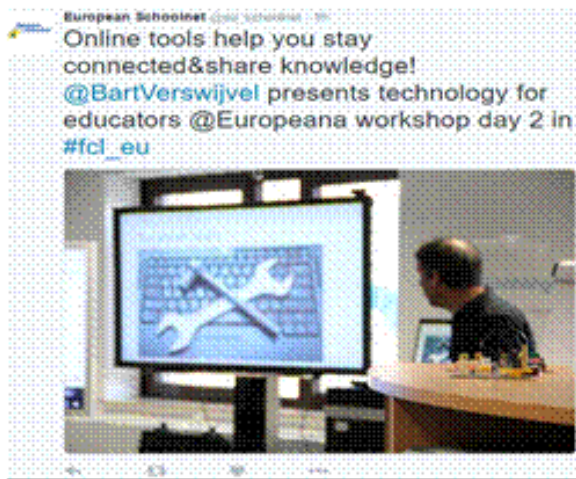 European Schoolnet @eu_schoolnet
Online tools help you stay
connected&share knowledge!
@BartVerswijvel presents technology for
educators @Europeana workshop day 2 in
#fcl_eu